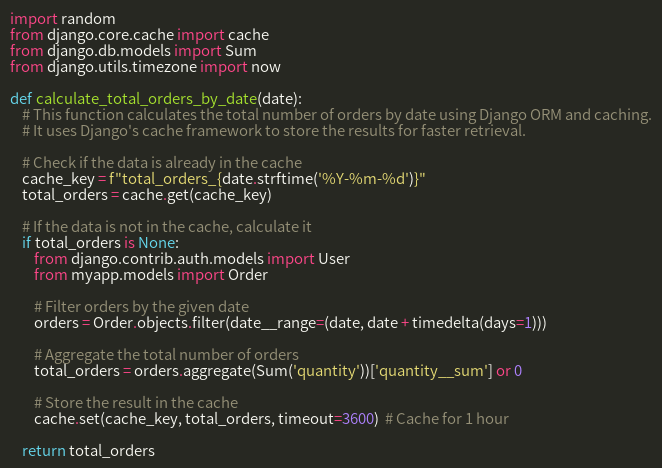 import random
from django.core.cache import cache
from django.db.models import Sum
from django.utils.timezone import now

def calculate_total_orders_by_date(date):
    # This function calculates the total number of orders by date using Django ORM and caching.
    # It uses Django's cache framework to store the results for faster retrieval.

    # Check if the data is already in the cache
    cache_key = f"total_orders_{date.strftime('%Y-%m-%d')}"
    total_orders = cache.get(cache_key)

    # If the data is not in the cache, calculate it
    if total_orders is None:
        from django.contrib.auth.models import User
        from myapp.models import Order

        # Filter orders by the given date
        orders = Order.objects.filter(date__range=(date, date + timedelta(days=1)))

        # Aggregate the total number of orders
        total_orders = orders.aggregate(Sum('quantity'))['quantity__sum'] or 0

        # Store the result in the cache
        cache.set(cache_key, total_orders, timeout=3600)  # Cache for 1 hour

    return total_orders